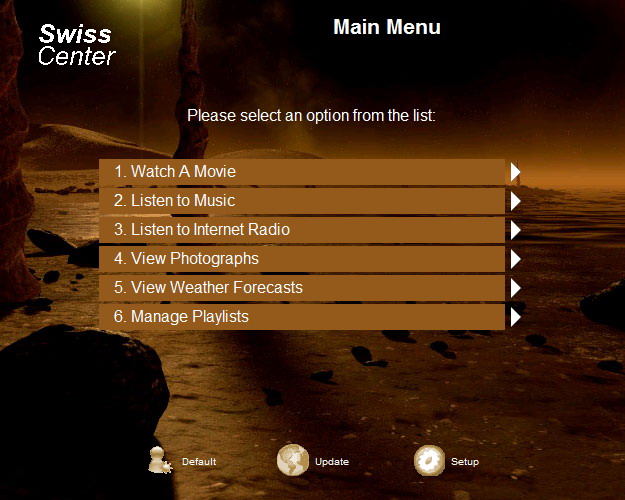 Swiss
Center
Main Menu
Please select an option from the list:
1. Watch A Movie
2. Listen to Music
3. Listen to Internet Radio
4. View Photographs
5. View Weather Forecasts
6. Manage Playlists
Default
Update
Setup